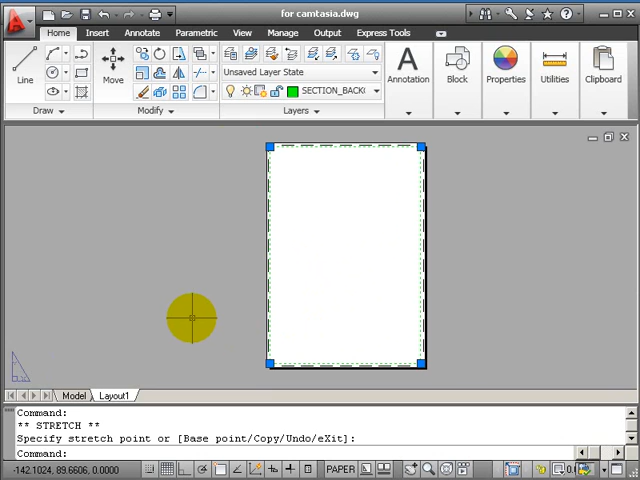 for camtasia.dwg
Home Insert Annotate Parametric View Manage Output Express Tools
Line
Move
Unsaved Layer State
SECTION_BACK
Annotation
Block
Properties
Utilities
Clipboard
Draw
Modify
Layers
Model Layout1
Command:
** STRETCH **
Specify stretch point or [Base point/Copy/Undo/eXit]:
Command:
-142.1024, 89.6606, 0.0000
PAPER